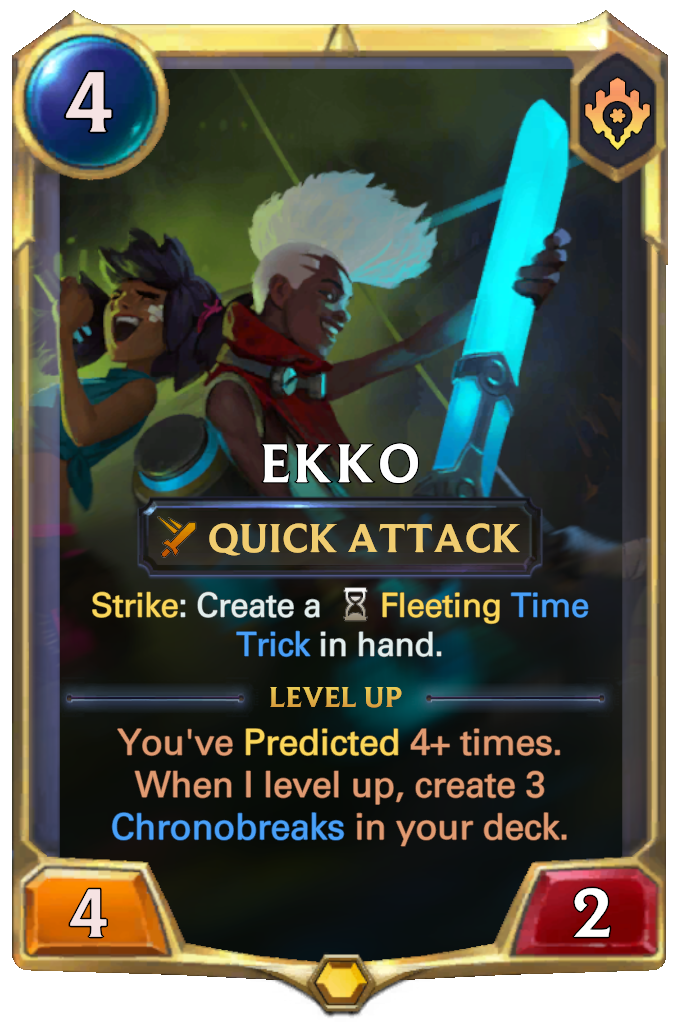 4
EKKO
QUICK ATTACK
Strike: Create a Fleeting Time
Trick in hand.
LEVEL UP
You've Predicted 4+ times.
When I level up, create 3
Chronobreaks in your deck.
4
2